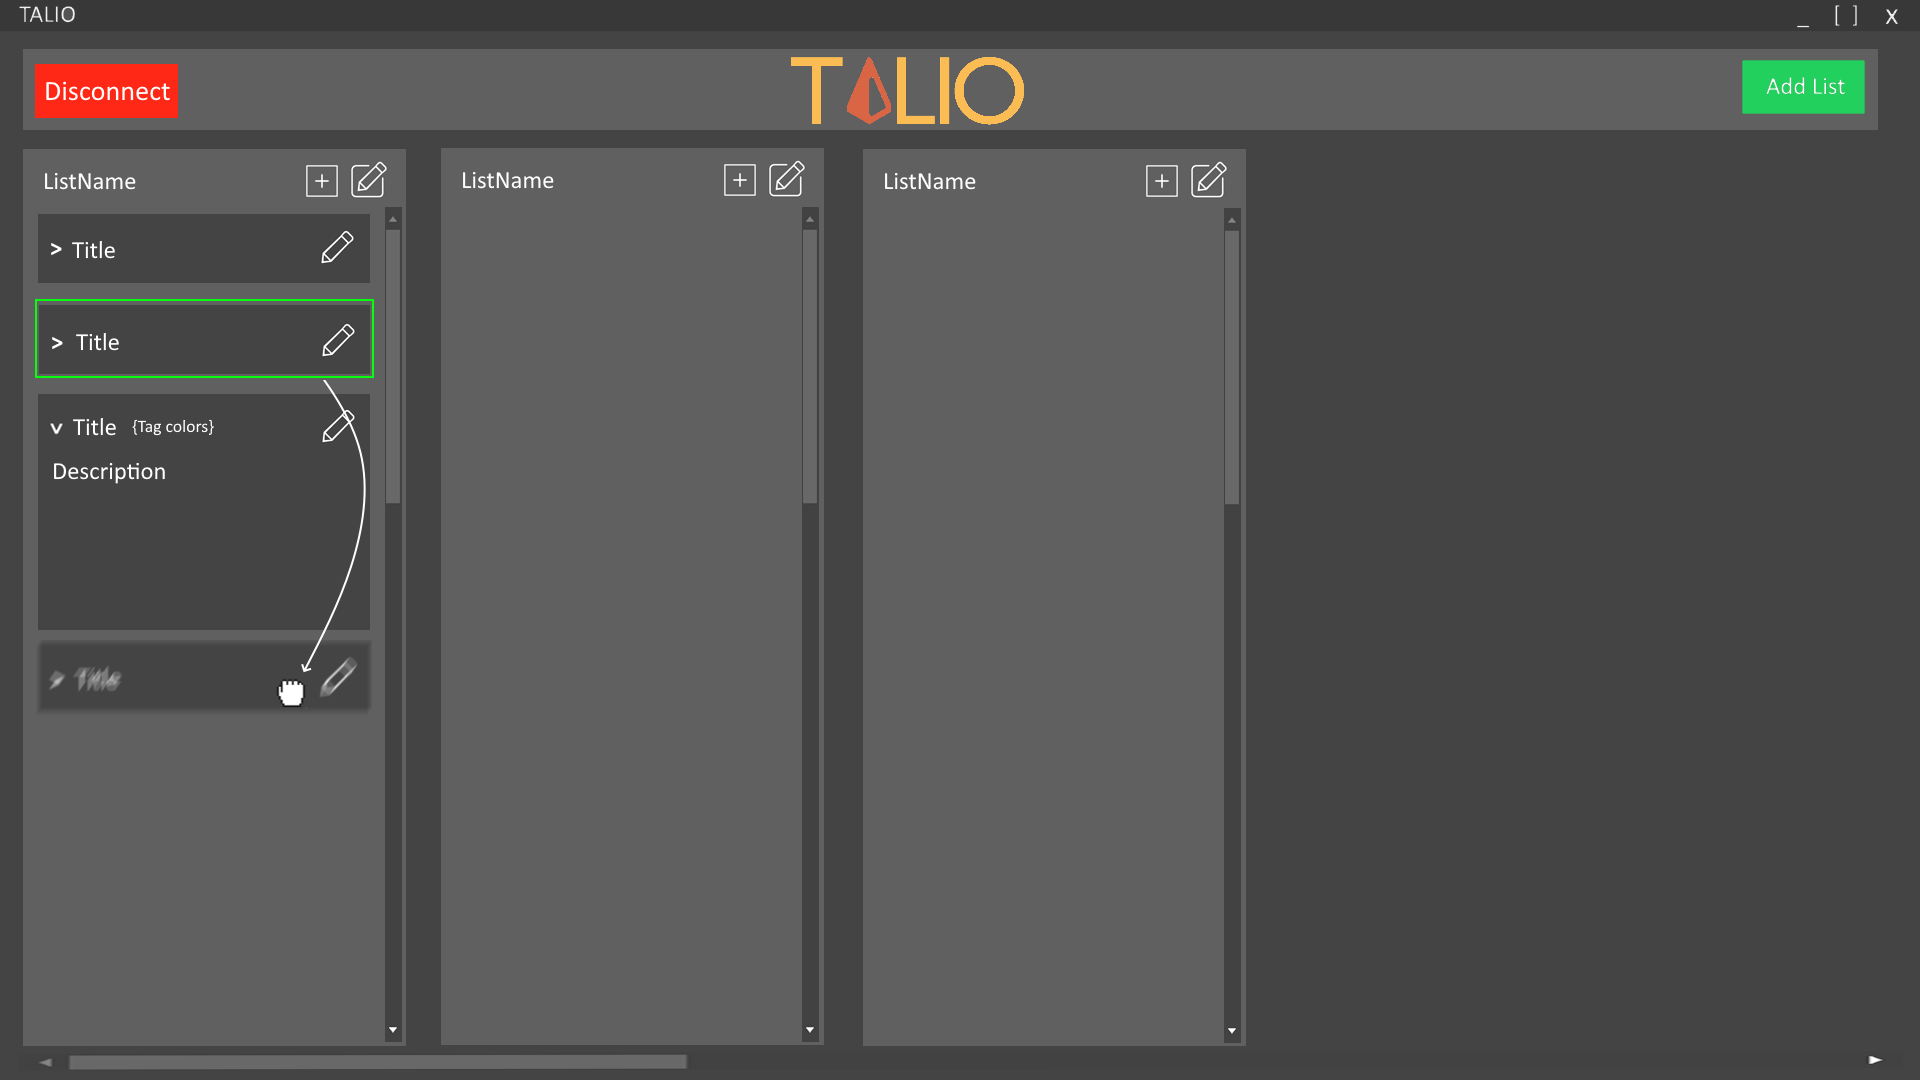 TALIO
_ [ ] X
Disconnect
TALIO
Add List
ListName
ListName
ListName
> Title
> Title
v Title {Tag colors}
Description
> Title